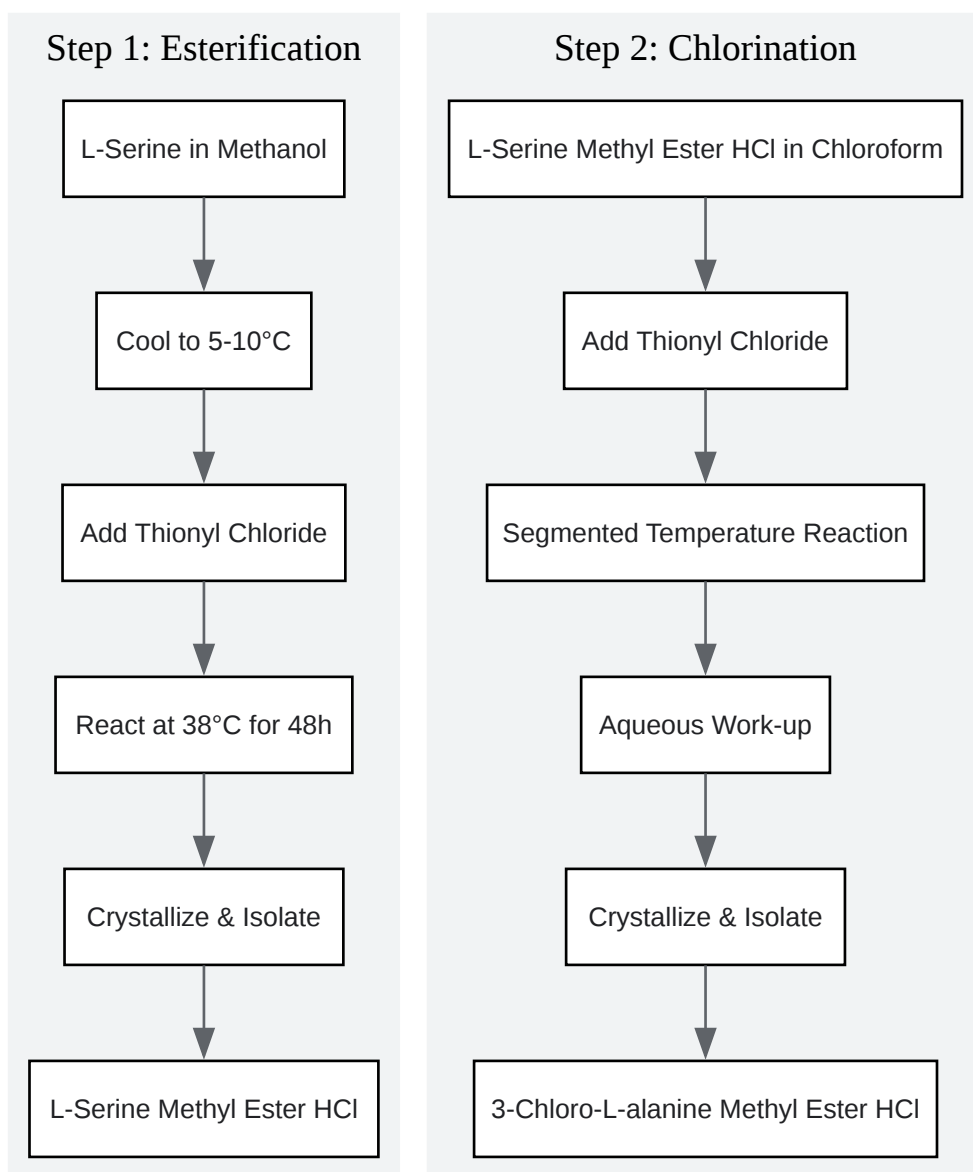 Step 1: Esterification
L-Serine in Methanol
Cool to 5-10°C
Add Thionyl Chloride
React at 38°C for 48h
Crystallize & Isolate
L-Serine Methyl Ester HCl
Step 2: Chlorination
L-Serine Methyl Ester HCl in Chloroform
Add Thionyl Chloride
Segmented Temperature Reaction
Aqueous Work-up
Crystallize & Isolate
3-Chloro-L-alanine Methyl Ester HCl